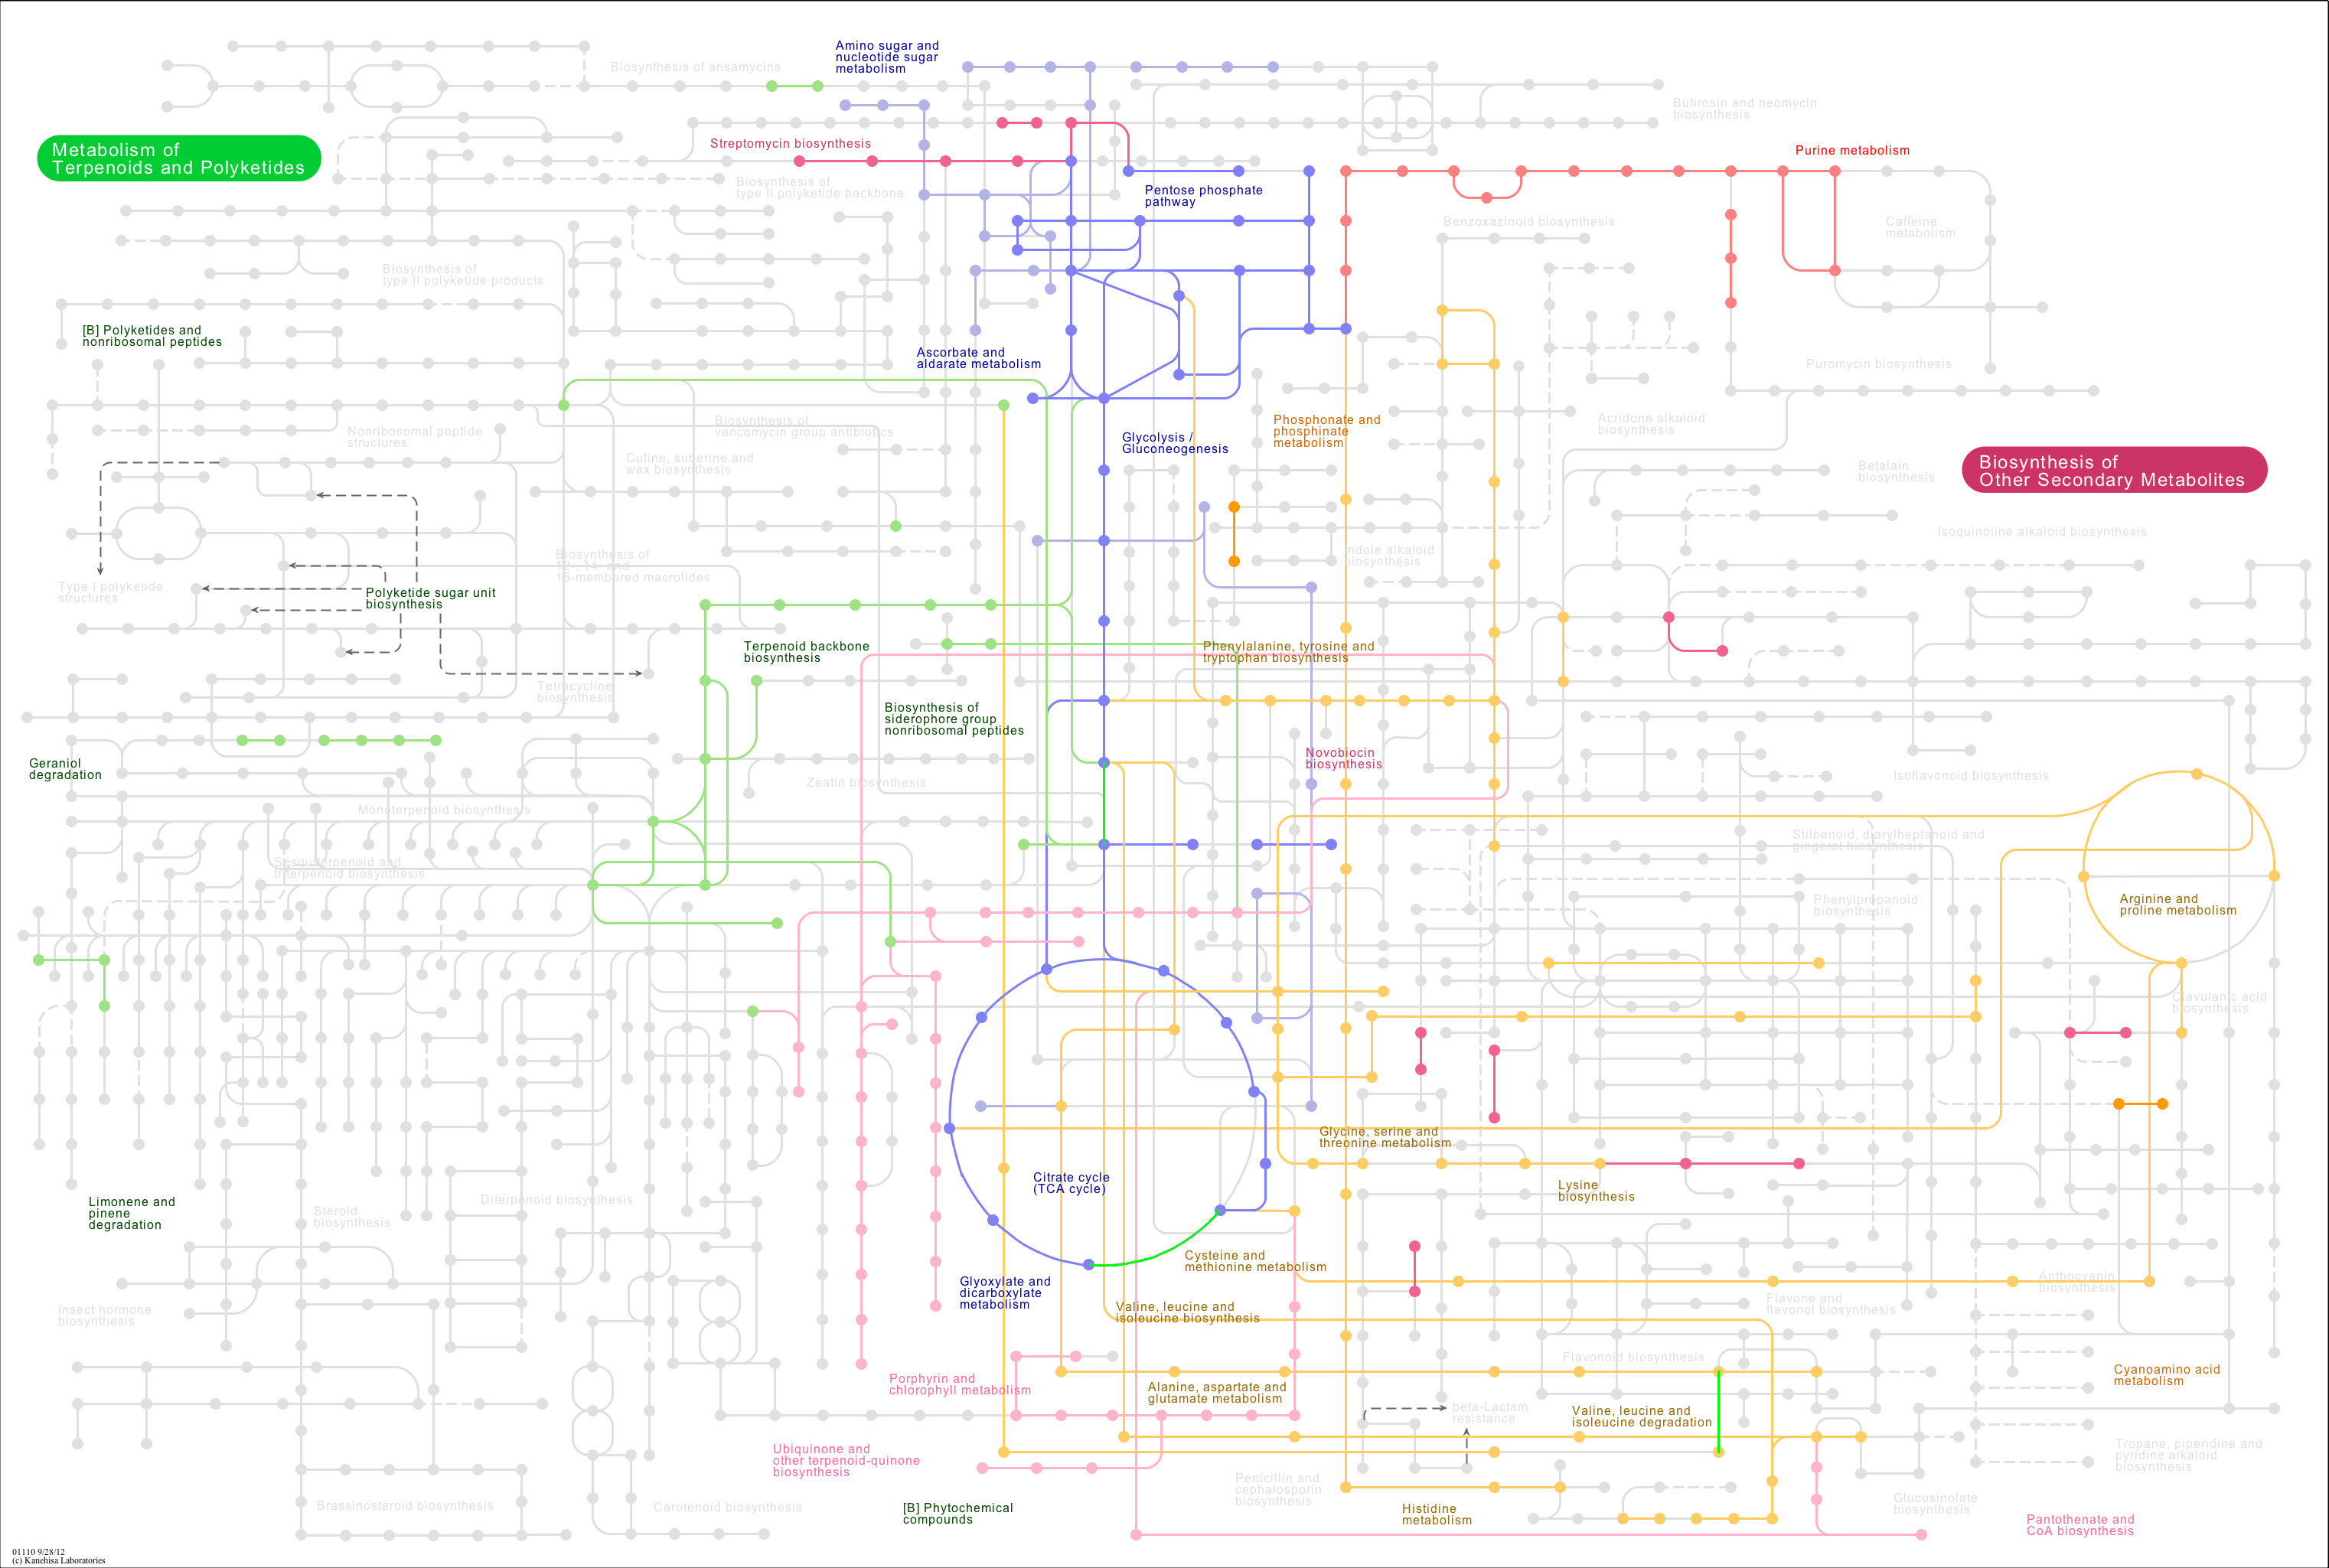 Amino sugar and
nucleotide sugar
metabolism
Biosynthesis of ansamycins
Butirosin and neomycin
biosynthesis
Metabolism of
Terpenoids and Polyketides
Streptomycin biosynthesis
Purine metabolism
Biosynthesis of
type II polyketide backbone
Pentose phosphate
pathway
Benzoxazinoid biosynthesis
Caffeine
metabolism
Biosynthesis of
type II polyketide products
[B] Polyketides and
nonribosomal peptides
Ascorbate and
aldarate metabolism
Puromycin biosynthesis
Nonribosomal peptide
structures
Biosynthesis of
vancomycin group antibiotics
Phosphonate and
phosphinate
metabolism
Acridone alkaloid
biosynthesis
Glycolysis /
Gluconeogenesis
Cutine, suberine and
wax biosynthesis
Betalain
biosynthesis
Biosynthesis of
Other Secondary Metabolites
Isoquinoline alkaloid biosynthesis
Indole alkaloid
biosynthesis
Biosynthesis of
12-, 14- and
16-membered macrolides
Type I polyketide
structures
Polyketide sugar unit
biosynthesis
Terpenoid backbone
biosynthesis
Phenylalanine, tyrosine and
tryptophan biosynthesis
Tetracycline
biosynthesis
Biosynthesis of
siderophore group
nonribosomal peptides
Novobiocin
biosynthesis
Geraniol
degradation
Zeatin biosynthesis
Isoflavonoid biosynthesis
Monoterpenoid biosynthesis
Stilbenoid, diarylheptanoid and
gingerol biosynthesis
Sesquiterpenoid and
triterpenoid biosynthesis
Phenylpropanoid
biosynthesis
Arginine and
proline metabolism
Clavulanic acid
biosynthesis
Glycine, serine and
threonine metabolism
Citrate cycle
(TCA cycle)
Lysine
biosynthesis
Limonene and
pinene
degradation
Steroid
biosynthesis
Diterpenoid biosynthesis
Cysteine and
methionine metabolism
Glyoxylate and
dicarboxylate
metabolism
Anthocyanin
biosynthesis
Insect hormone
biosynthesis
Valine, leucine and
isoleucine biosynthesis
Flavone and
flavonol biosynthesis
Flavonoid biosynthesis
Porphyrin and
chlorophyll metabolism
Alanine, aspartate and
glutamate metabolism
Cyanoamino acid
metabolism
beta-Lactam
resistance
Valine, leucine and
isoleucine degradation
Ubiquinone and
other terpenoid-quinone
biosynthesis
Tropane, piperidine and
pyridine alkaloid
biosynthesis
Penicillin and
cephalosporin
biosynthesis
Brassinosteroid biosynthesis
Carotenoid biosynthesis
[B] Phytochemical
compounds
Histidine
metabolism
Glucosinolate
biosynthesis
Pantothenate and
CoA biosynthesis
01110 9/28/12
(c) Kanehisa Laboratories